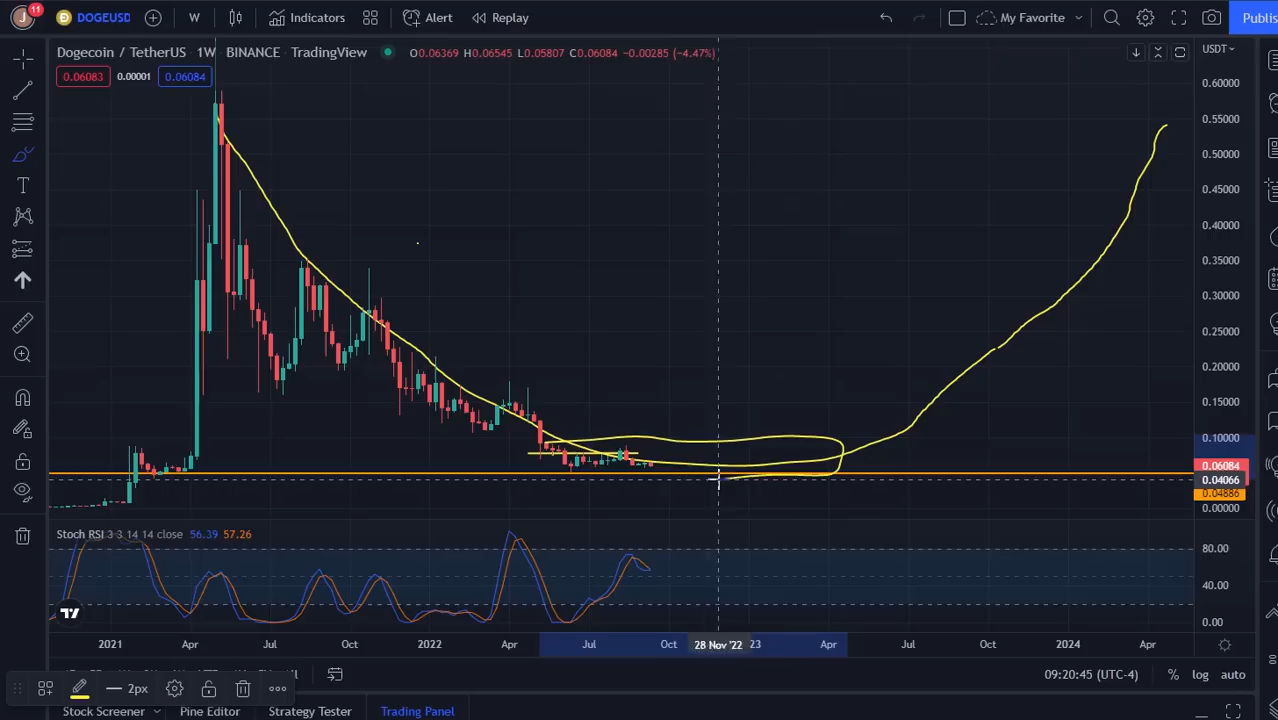 J 11 DOGEUSD W Indicators Alert Replay My Favorite Publis
Dogecoin / TetherUS 1W BINANCE TradingView O0.06369 H0.06545 L0.05807 C0.06084 −0.00285 (−4.47%) USDT
0.06083 0.00001 0.06084
0.60000
0.55000
0.50000
0.45000
0.40000
0.35000
0.30000
0.25000
0.20000
0.15000
0.10000
0.06084
0.04066
0.04886
0.00000
Stoch RSI 3 3 14 14 close 56.39 57.26
80.00
40.00
0.00
2021 Apr Jul Oct 2022 Apr Jul Oct 28 Nov '22 23 Apr Jul Oct 2024 Apr
09:20:45 (UTC-4) % log auto
2px
Stock Screener Pine Editor Strategy Tester Trading Panel